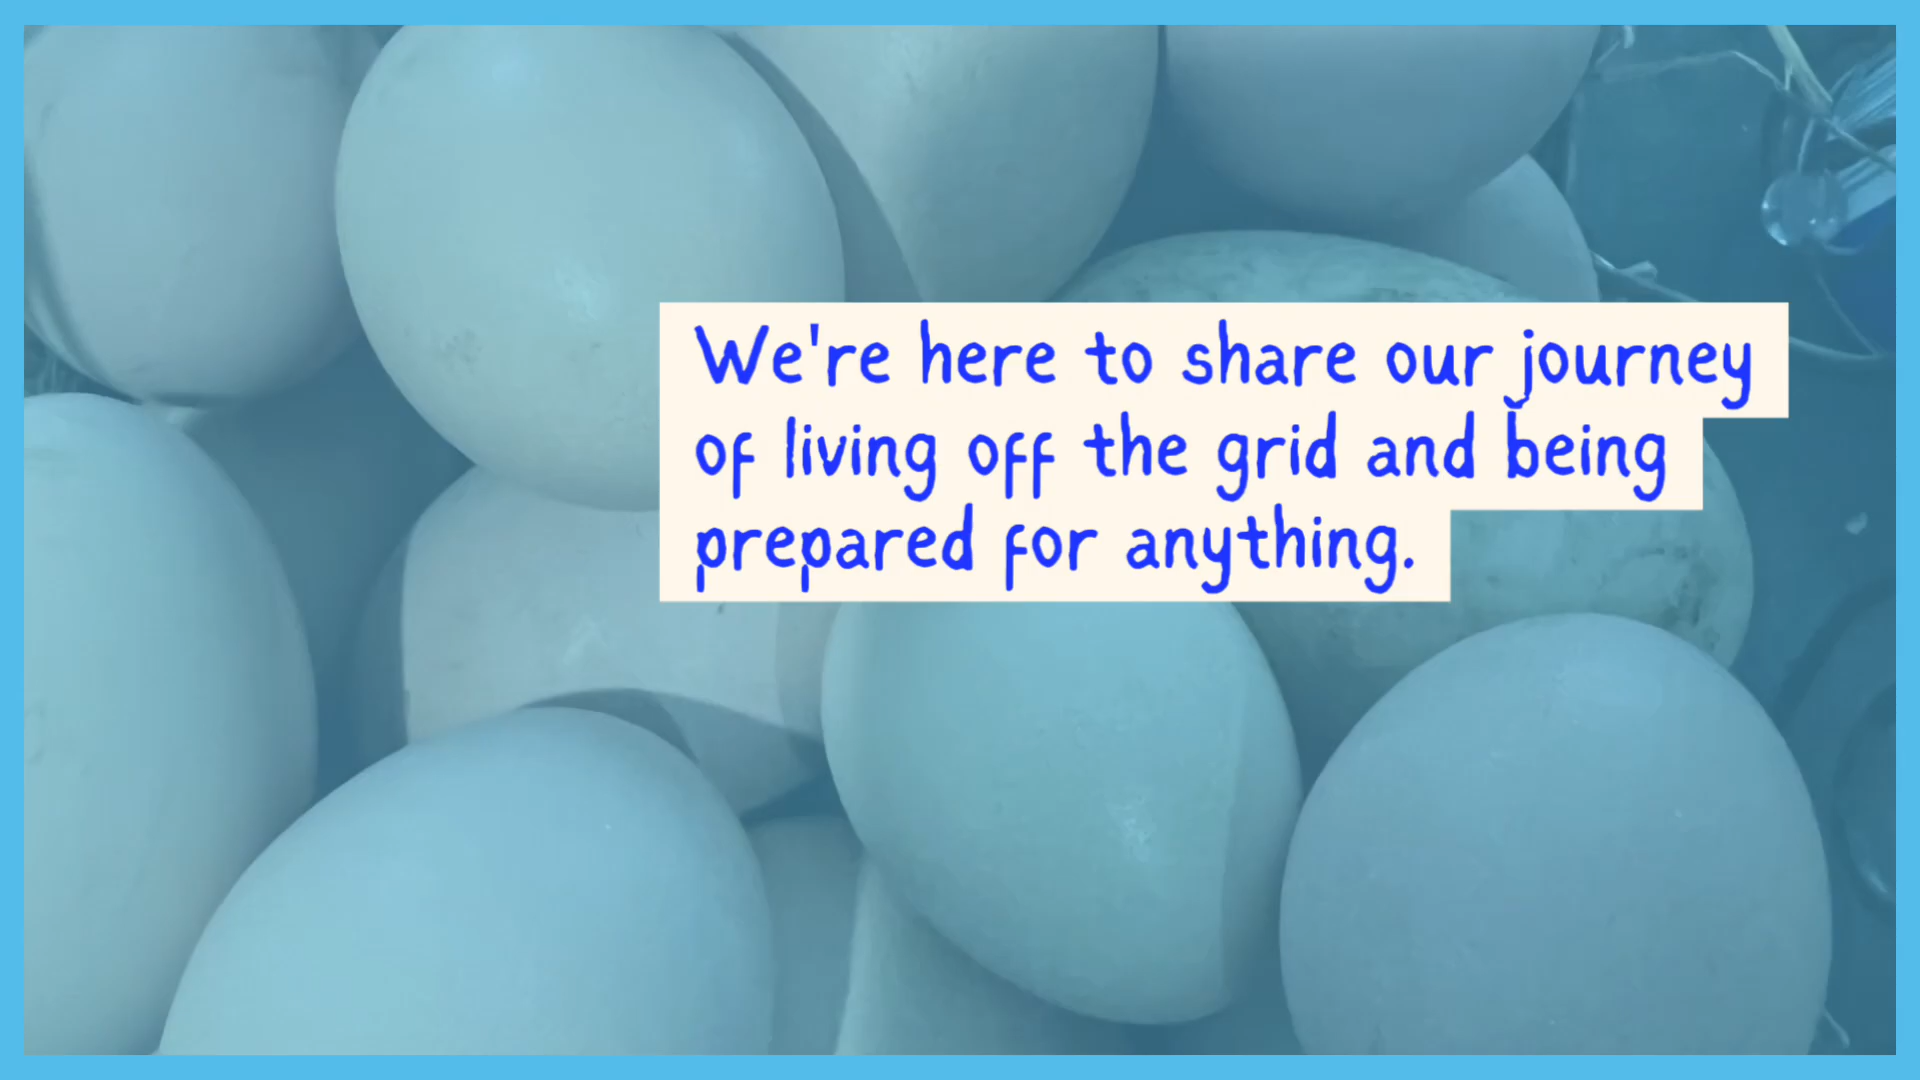 We're here to share our journey
of living off the grid and being
prepared for anything.